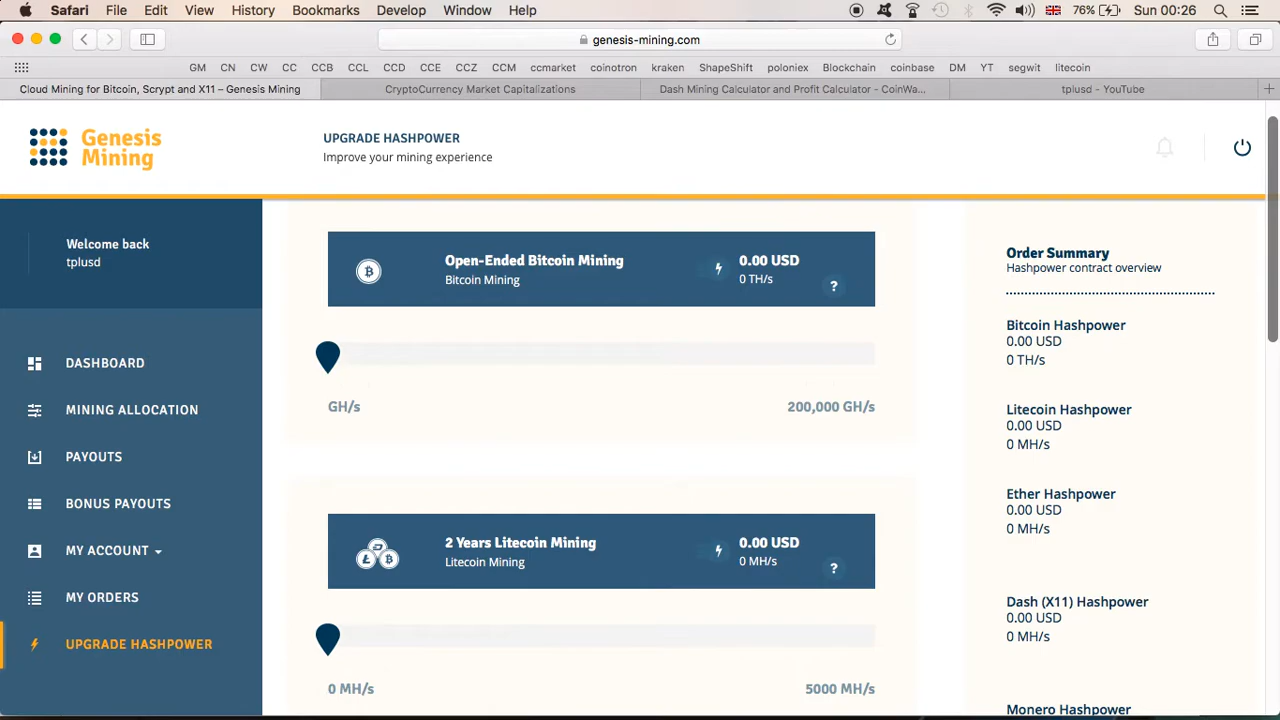 Safari File Edit View History Bookmarks Develop Window Help 76% Sun 00:26
genesis-mining.com
GM CN CW CC CCB CCL CCD CCE CCZ CCM ccmarket coinotron kraken ShapeShift poloniex Blockchain coinbase DM YT segwit litecoin
Cloud Mining for Bitcoin, Scrypt and X11 – Genesis Mining CryptoCurrency Market Capitalizations Dash Mining Calculator and Profit Calculator - CoinWa... tplusd - YouTube
Genesis
Mining
UPGRADE HASHPOWER
Improve your mining experience
Welcome back
tplusd
DASHBOARD
MINING ALLOCATION
PAYOUTS
BONUS PAYOUTS
MY ACCOUNT
MY ORDERS
UPGRADE HASHPOWER
Open-Ended Bitcoin Mining 0.00 USD
Bitcoin Mining 0 TH/s ?
GH/s 200,000 GH/s
2 Years Litecoin Mining 0.00 USD
Litecoin Mining 0 MH/s ?
0 MH/s 5000 MH/s
Order Summary
Hashpower contract overview
Bitcoin Hashpower
0.00 USD
0 TH/s
Litecoin Hashpower
0.00 USD
0 MH/s
Ether Hashpower
0.00 USD
0 MH/s
Dash (X11) Hashpower
0.00 USD
0 MH/s
Monero Hashpower